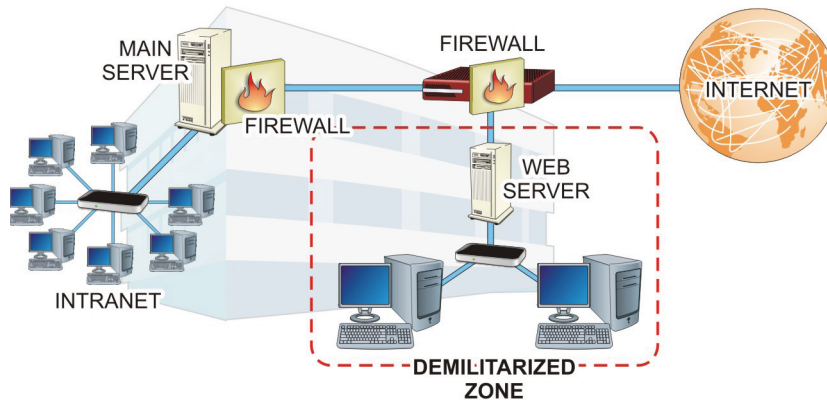 MAIN
SERVER
FIREWALL
FIREWALL
INTERNET
WEB
SERVER
INTRANET
DEMILITARIZED
ZONE